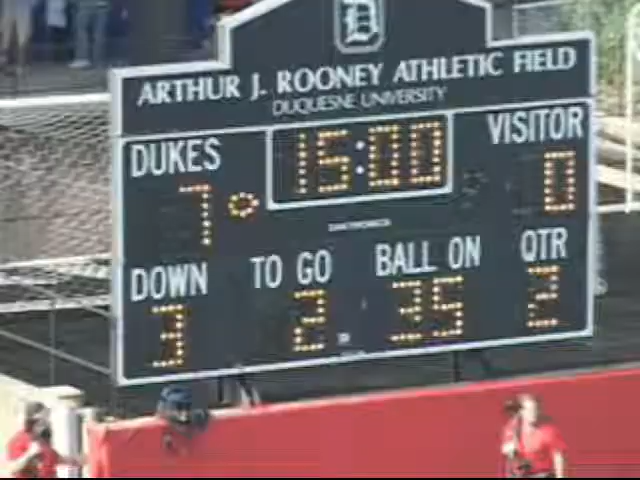 D
ARTHUR J. ROONEY ATHLETIC FIELD
DUQUESNE UNIVERSITY
DUKES 15:00 VISITOR
7 0
DOWN TO GO BALL ON QTR
3 2 35 2